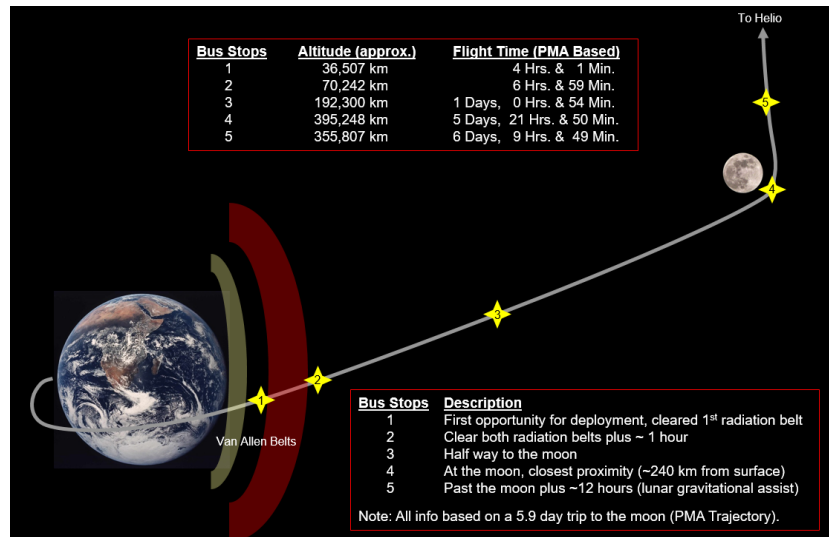 To Helio
Bus Stops Altitude (approx.) Flight Time (PMA Based)
1 36,507 km 4 Hrs. & 1 Min.
2 70,242 km 6 Hrs & 59 Min.
3 192,300 km 1 Days, 0 Hrs & 54 Min.
4 395,248 km 5 Days, 21 Hrs & 50 Min.
5 355,807 km 6 Days, 9 Hrs & 49 Min.
5
4
3
2
1
Van Allen Belts
Bus Stops Description
1 First opportunity for deployment, cleared 1st radiation belt
2 Clear both radiation belts plus ~ 1 hour
3 Half way to the moon
4 At the moon, closest proximity (~240 km from surface)
5 Past the moon plus ~12 hours (lunar gravitational assist)
Note: All info based on a 5.9 day trip to the moon (PMA Trajectory).